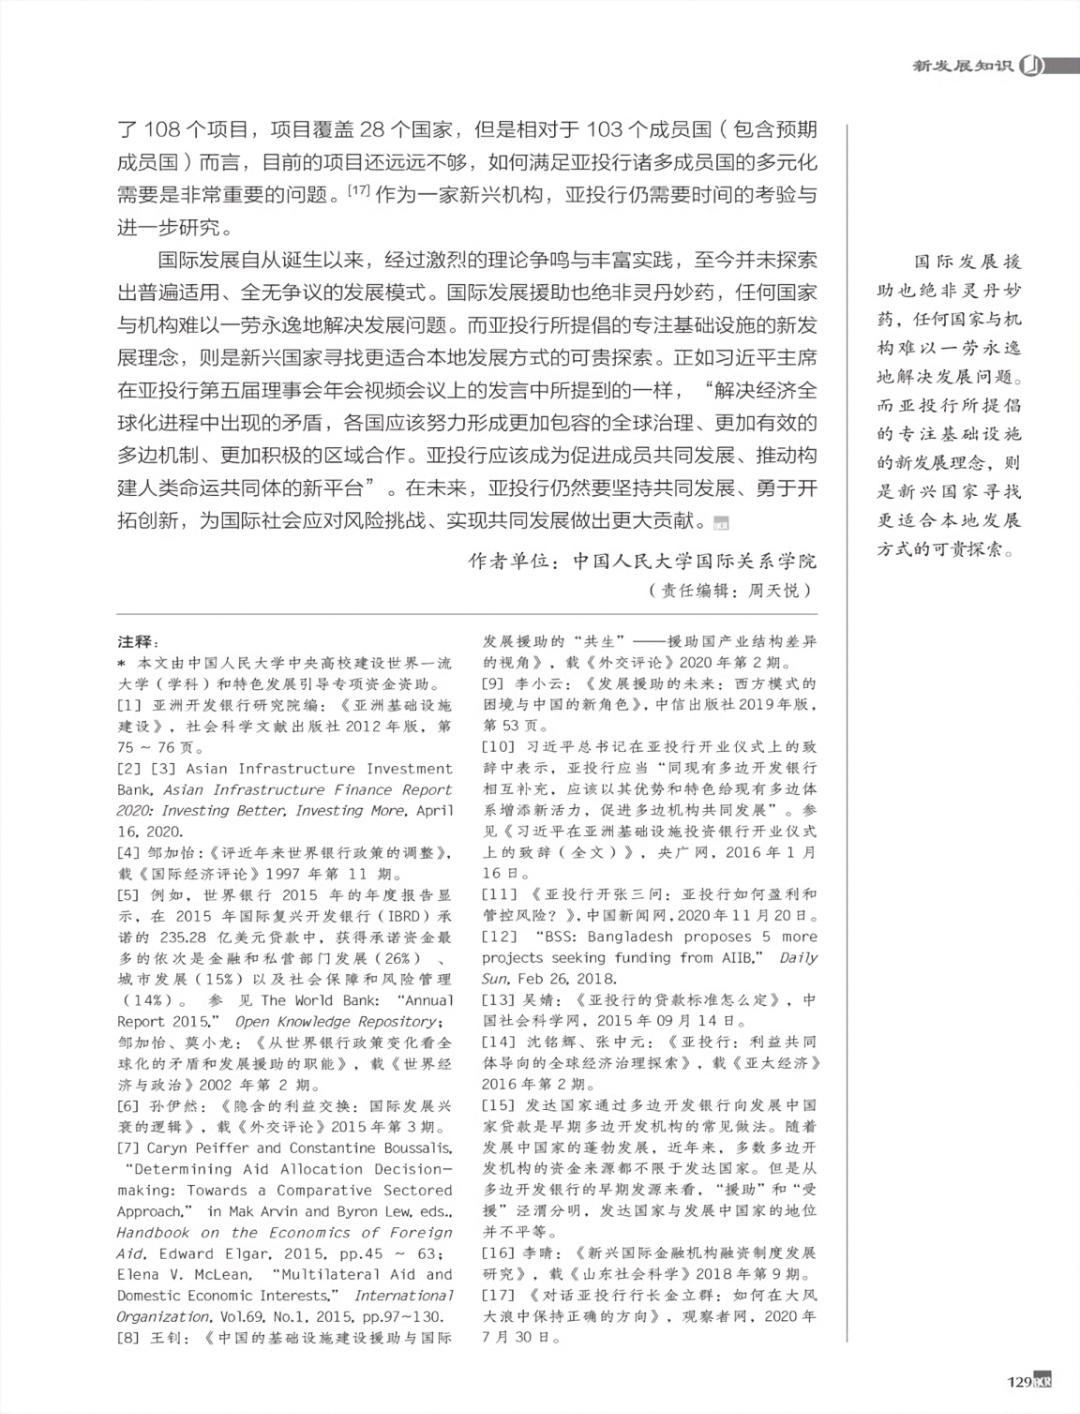 新发展知识
了 108 个项目，项目覆盖 28 个国家，但是相对于 103 个成员国（包含预期
成员国）而言，目前的项目还远远不够，如何满足亚投行诸多成员国的多元化
需要是非常重要的问题。[17] 作为一家新兴机构，亚投行仍需要时间的考验与
进一步研究。
国际发展自从诞生以来，经过激烈的理论争鸣与丰富实践，至今并未探索
出普遍适用、全无争议的发展模式。国际发展援助也绝非灵丹妙药，任何国家
与机构难以一劳永逸地解决发展问题。而亚投行所提倡的专注基础设施的新发
展理念，则是新兴国家寻找更适合本地发展方式的可贵探索。正如习近平主席
在亚投行第五届理事会年会视频会议上的发言中所提到的一样，“解决经济全
球化进程中出现的矛盾，各国应该努力形成更加包容的全球治理、更加有效的
多边机制、更加积极的区域合作。亚投行应该成为促进成员共同发展、推动构
建人类命运共同体的新平台”。在未来，亚投行仍然要坚持共同发展、勇于开
拓创新，为国际社会应对风险挑战、实现共同发展做出更大贡献。
作者单位：中国人民大学国际关系学院
（责任编辑：周天悦）
国际发展援
助也绝非灵丹妙
药，任何国家与机
构难以一劳永逸
地解决发展问题。
而亚投行所提倡
的专注基础设施
的新发展理念，则
是新兴国家寻找
更适合本地发展
方式的可贵探索。
注释：
* 本文由中国人民大学中央高校建设世界一流
大学（学科）和特色发展引导专项资金资助。
[1] 亚洲开发银行研究院编：《亚洲基础设施
建设》，社会科学文献出版社 2012 年版，第
75 ~ 76 页。
[2] [3] Asian Infrastructure Investment
Bank, Asian Infrastructure Finance Report
2020: Investing Better, Investing More, April
16, 2020.
[4] 邹加怡：《评近年来世界银行政策的调整》，
载《国际经济评论》1997 年第 11 期。
[5] 例如，世界银行 2015 年的年度报告显
示，在 2015 年国际复兴开发银行（IBRD）承
诺的 235.28 亿美元贷款中，获得承诺资金最
多的依次是金融和私营部门发展（26%）、
城市发展（15%）以及社会保障和风险管理
（14%）。 参 见 The World Bank: “Annual
Report 2015,” Open Knowledge Repository；
邹加怡、莫小龙：《从世界银行政策变化看全
球化的矛盾和发展援助的职能》，载《世界经
济与政治》2002 年第 2 期。
[6] 孙伊然：《隐含的利益交换：国际发展兴
衰的逻辑》，载《外交评论》2015 年第 3 期。
[7] Caryn Peiffer and Constantine Boussalis,
“Determining Aid Allocation Decision-
making: Towards a Comparative Sectored
Approach,” in Mak Arvin and Byron Lew, eds.,
Handbook on the Economics of Foreign
Aid, Edward Elgar, 2015, pp.45 ~ 63；
Elena V. McLean, “Multilateral Aid and
Domestic Economic Interests,” International
Organization, Vol.69, No.1, 2015, pp.97~130.
[8] 王钊：《中国的基础设施建设援助与国际
发展援助的“共生”——援助国产业结构差异
的视角》，载《外交评论》2020 年第 2 期。
[9] 李小云：《发展援助的未来：西方模式的
困境与中国的新角色》，中信出版社 2019 年版，
第 53 页。
[10] 习近平总书记在亚投行开业仪式上的致
辞中表示，亚投行应当“同现有多边开发银行
相互补充，应该以其优势和特色给现有多边体
系增添新活力，促进多边机构共同发展”。参
见《习近平在亚洲基础设施投资银行开业仪式
上的致辞（全文）》，央广网，2016 年 1 月
16 日。
[11] 《亚投行开张三问：亚投行如何盈利和
管控风险？》，中国新闻网，2020 年 11 月 20 日。
[12] “BSS: Bangladesh proposes 5 more
projects seeking funding from AIIB,” Daily
Sun, Feb 26, 2018.
[13] 吴婧：《亚投行的贷款标准怎么定》，中
国社会科学网，2015 年 09 月 14 日。
[14] 沈铭辉、张中元：《亚投行：利益共同
体导向的全球经济治理探索》，载《亚太经济》
2016 年第 2 期。
[15] 发达国家通过多边开发银行向发展中国
家贷款是早期多边开发机构的常见做法。随着
发展中国家的蓬勃发展，近年来，多数多边开
发机构的资金来源都不限于发达国家。但是从
多边开发银行的早期发源来看，“援助”和“受
援”泾渭分明，发达国家与发展中国家的地位
并不平等。
[16] 李晴：《新兴国际金融机构融资制度发展
研究》，载《山东社会科学》2018 年第 9 期。
[17] 《对话亚投行行长金立群：如何在大风
大浪中保持正确的方向》，观察者网，2020 年
7 月 30 日。
129